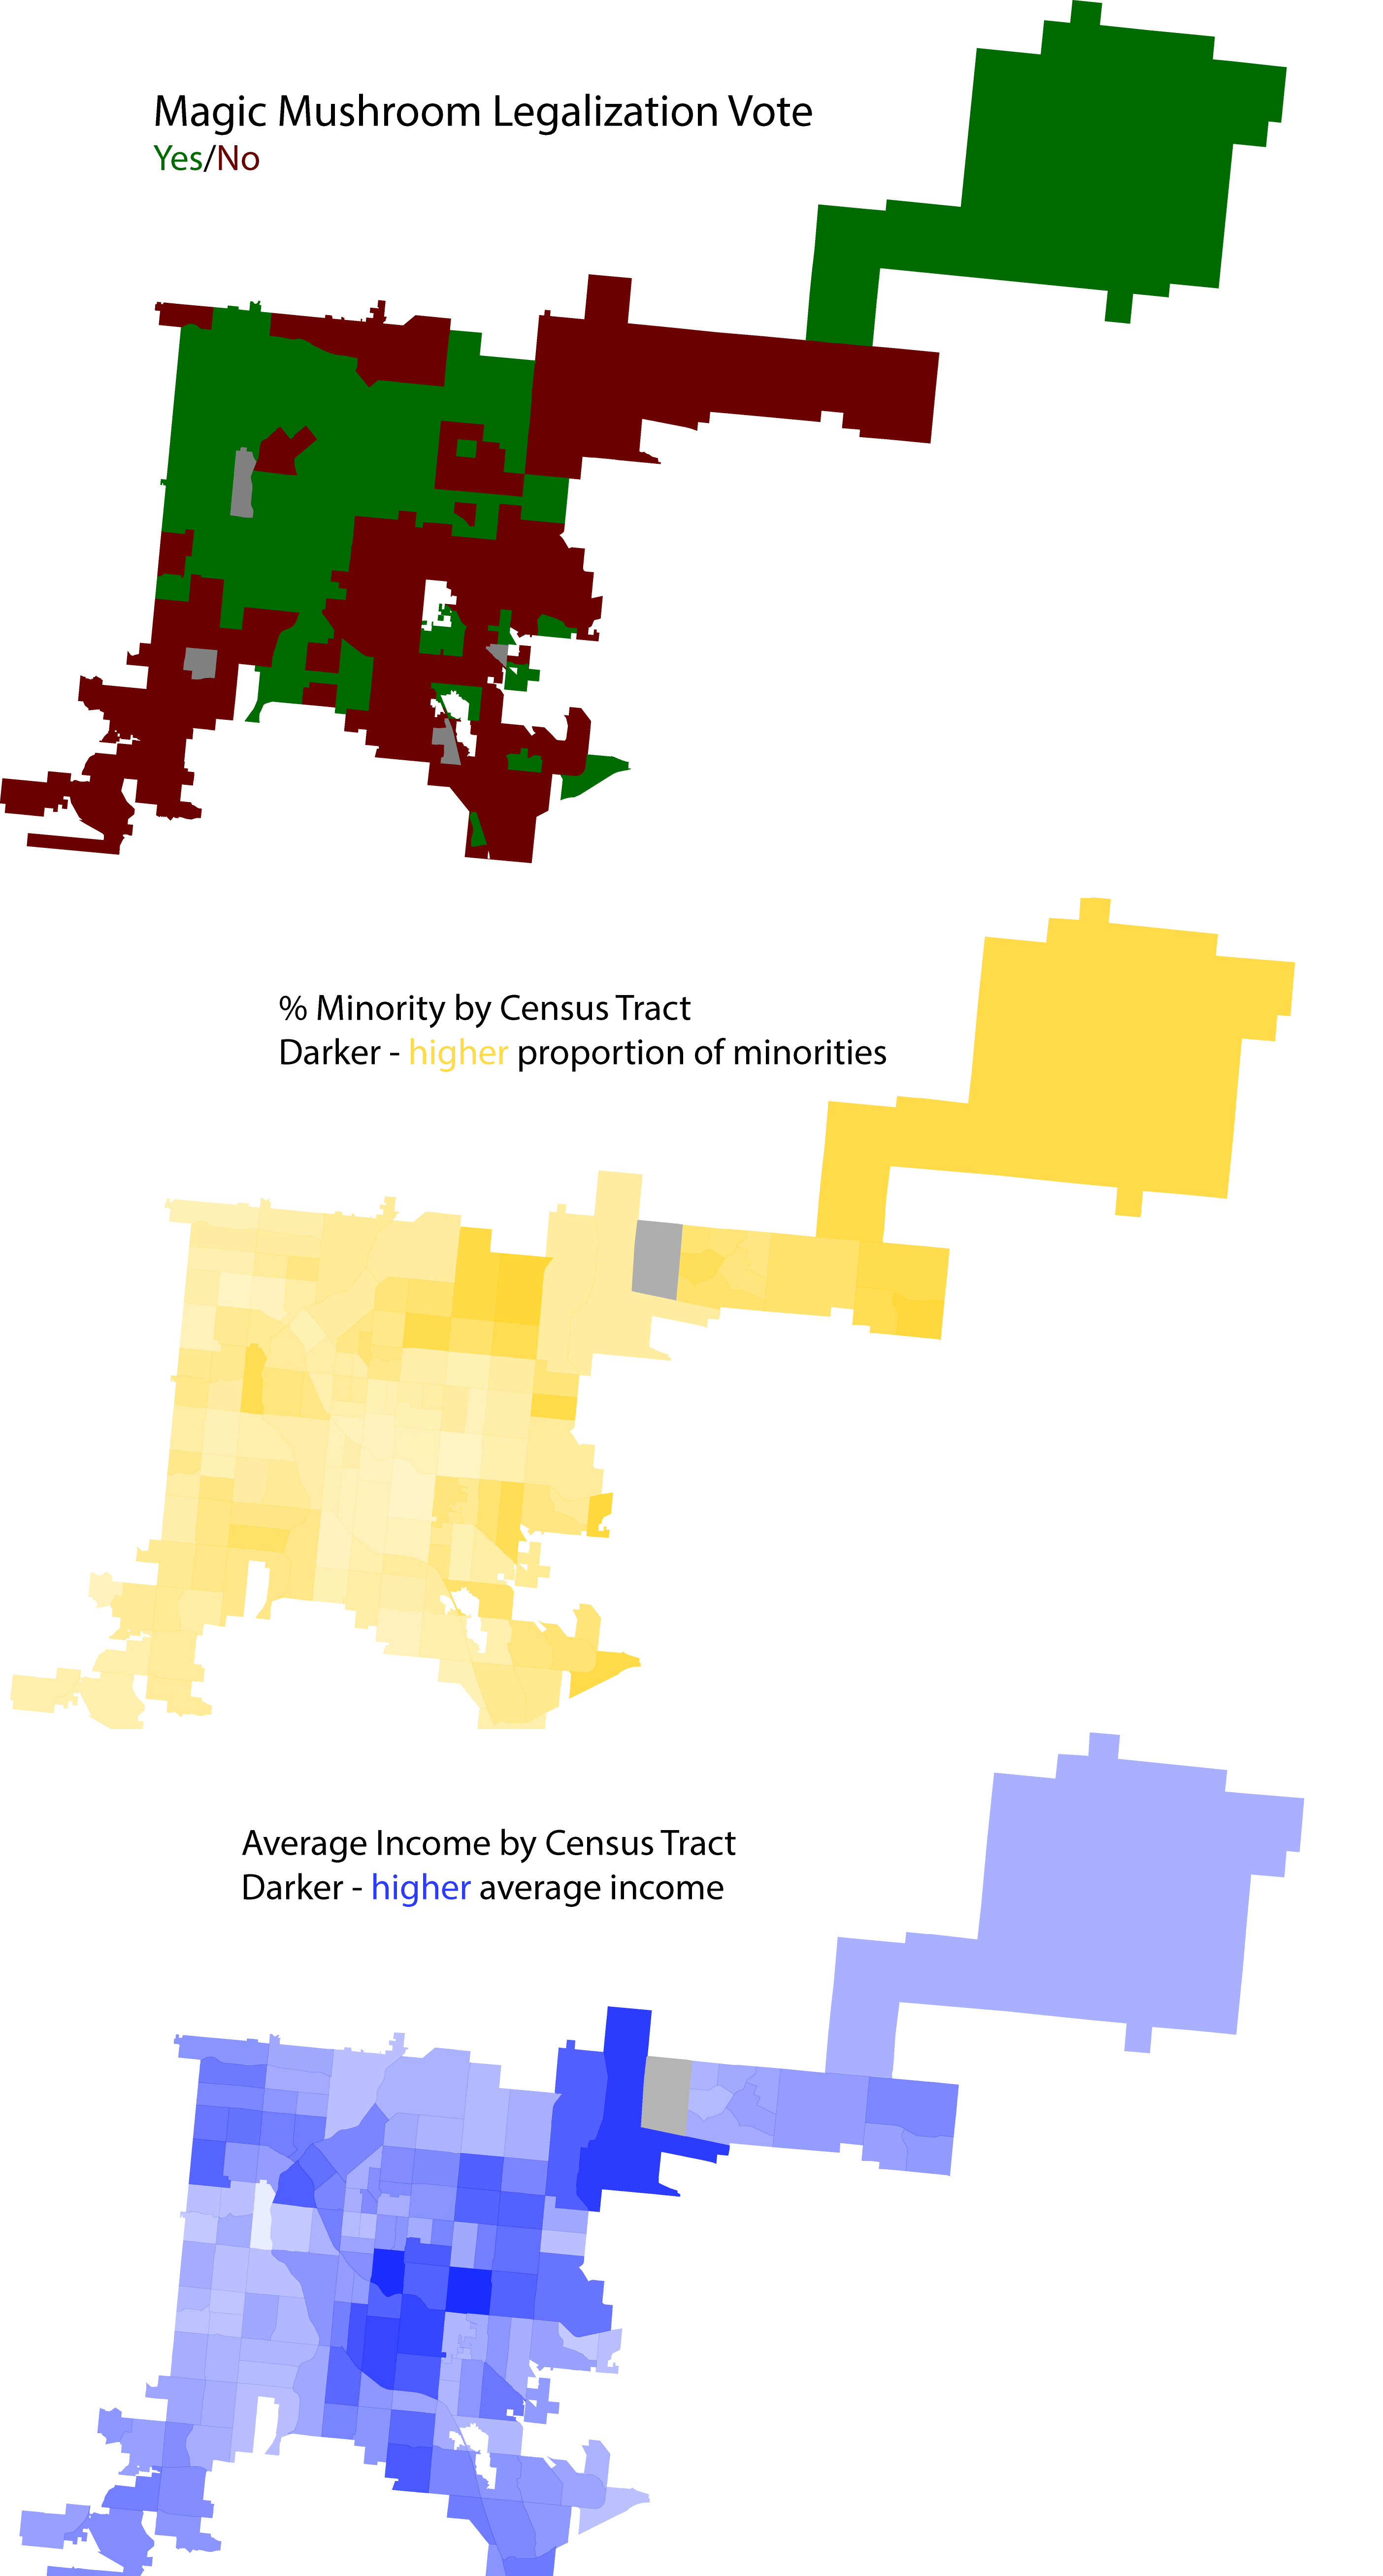 Magic Mushroom Legalization Vote
Yes/No
% Minority by Census Tract
Darker - higher proportion of minorities
Average Income by Census Tract
Darker - higher average income